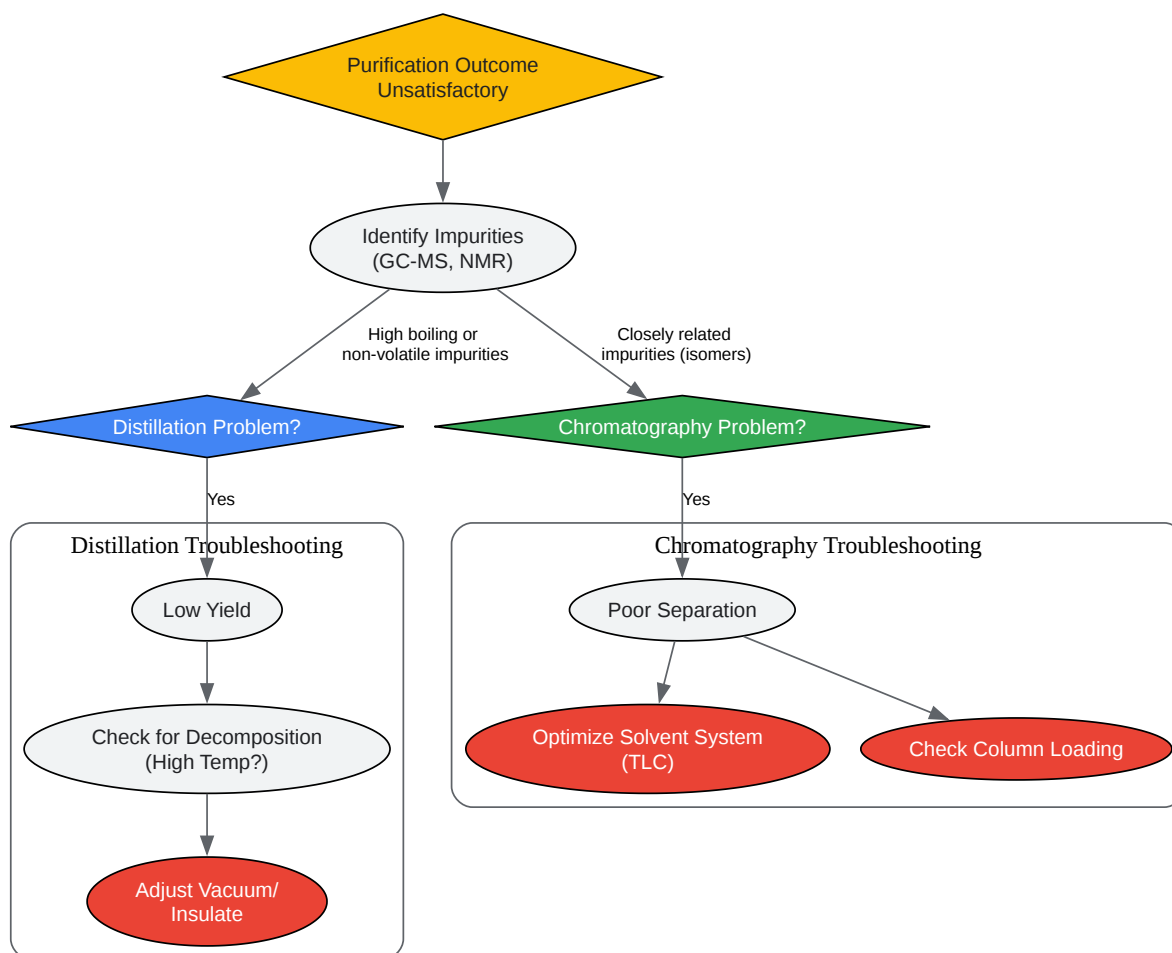 Purification Outcome
Unsatisfactory
Identify Impurities
(GC-MS, NMR)
High boiling or
non-volatile impurities
Closely related
impurities (isomers)
Distillation Problem?
Chromatography Problem?
Yes
Yes
Distillation Troubleshooting
Chromatography Troubleshooting
Low Yield
Poor Separation
Check for Decomposition
(High Temp?)
Optimize Solvent System
(TLC)
Check Column Loading
Adjust Vacuum/
Insulate